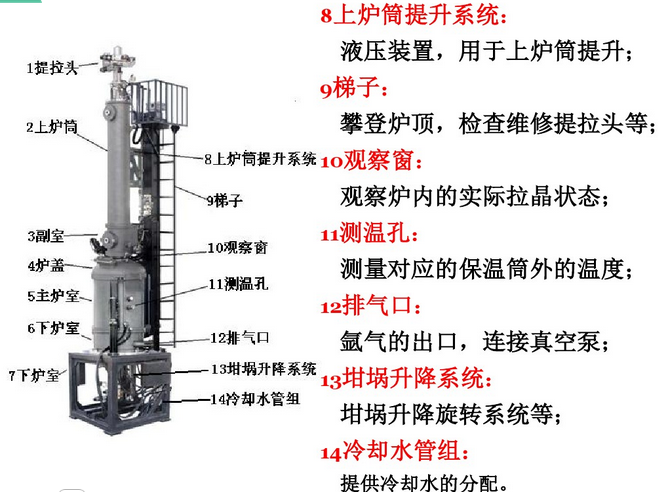 1提拉头
2上炉筒
3副室
4炉盖
5主炉室
6下炉室
7下炉室
8上炉筒提升系统
9梯子
10观察窗
11测温孔
12排气口
13坩埚升降系统
14冷却水管组
8上炉筒提升系统：
液压装置，用于上炉筒提升；
9梯子：
攀登炉顶，检查维修提拉头等；
10观察窗：
观察炉内的实际拉晶状态；
11测温孔：
测量对应的保温筒外的温度；
12排气口：
氩气的出口，连接真空泵；
13坩埚升降系统：
坩埚升降旋转系统等；
14冷却水管组：
提供冷却水的分配。